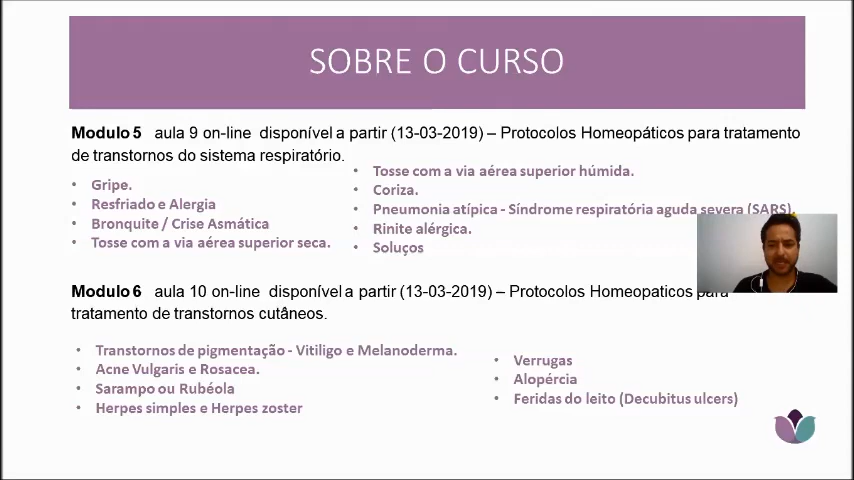 SOBRE O CURSO
Modulo 5 aula 9 on-line disponível a partir (13-03-2019) – Protocolos Homeopáticos para tratamento
de transtornos do sistema respiratório.
• Gripe.
• Resfriado e Alergia
• Bronquite / Crise Asmática
• Tosse com a via aérea superior seca.
• Tosse com a via aérea superior húmida.
• Coriza.
• Pneumonia atípica - Síndrome respiratória aguda severa (SARS).
• Rinite alérgica.
• Soluços
Modulo 6 aula 10 on-line disponível a partir (13-03-2019) – Protocolos Homeopaticos para
tratamento de transtornos cutâneos.
• Transtornos de pigmentação - Vitiligo e Melanoderma.
• Acne Vulgaris e Rosacea.
• Sarampo ou Rubéola
• Herpes simples e Herpes zoster
• Verrugas
• Alopércia
• Feridas do leito (Decubitus ulcers)